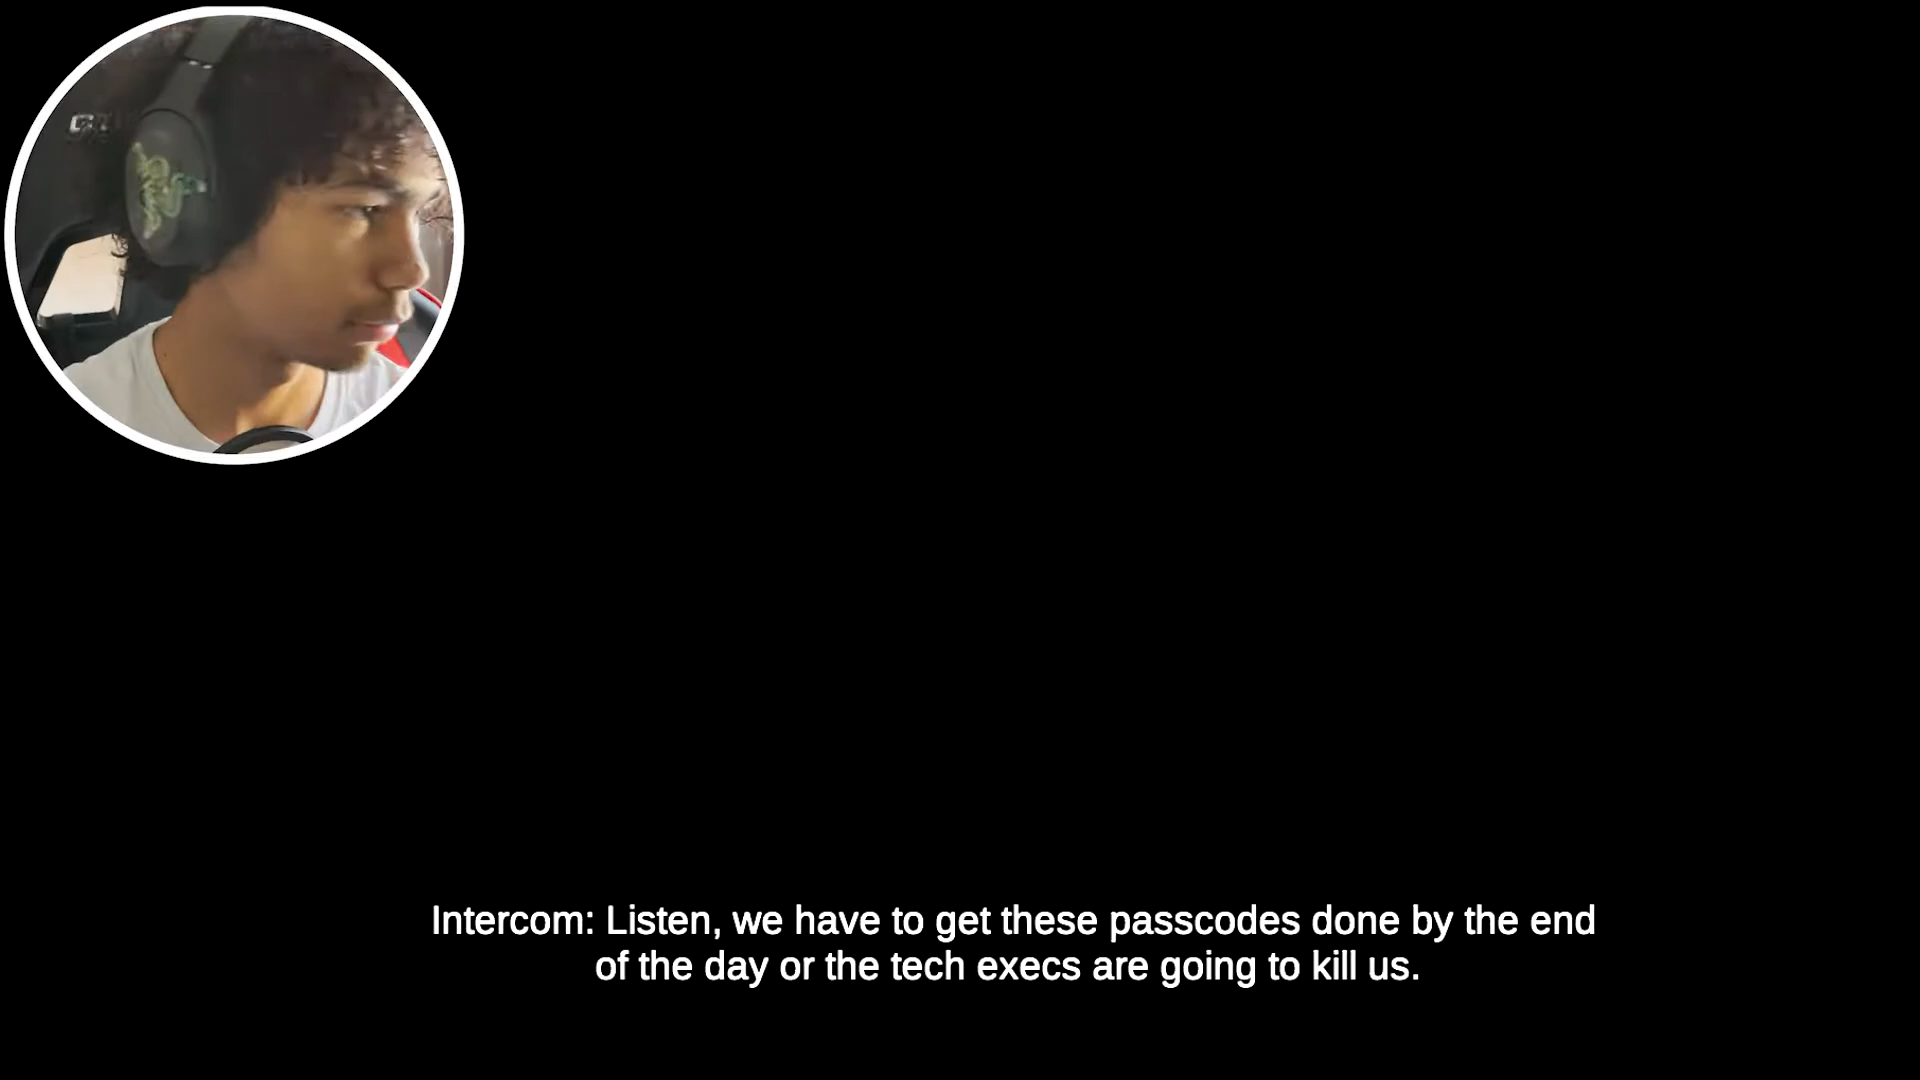 Intercom: Listen, we have to get these passcodes done by the end
of the day or the tech execs are going to kill us.